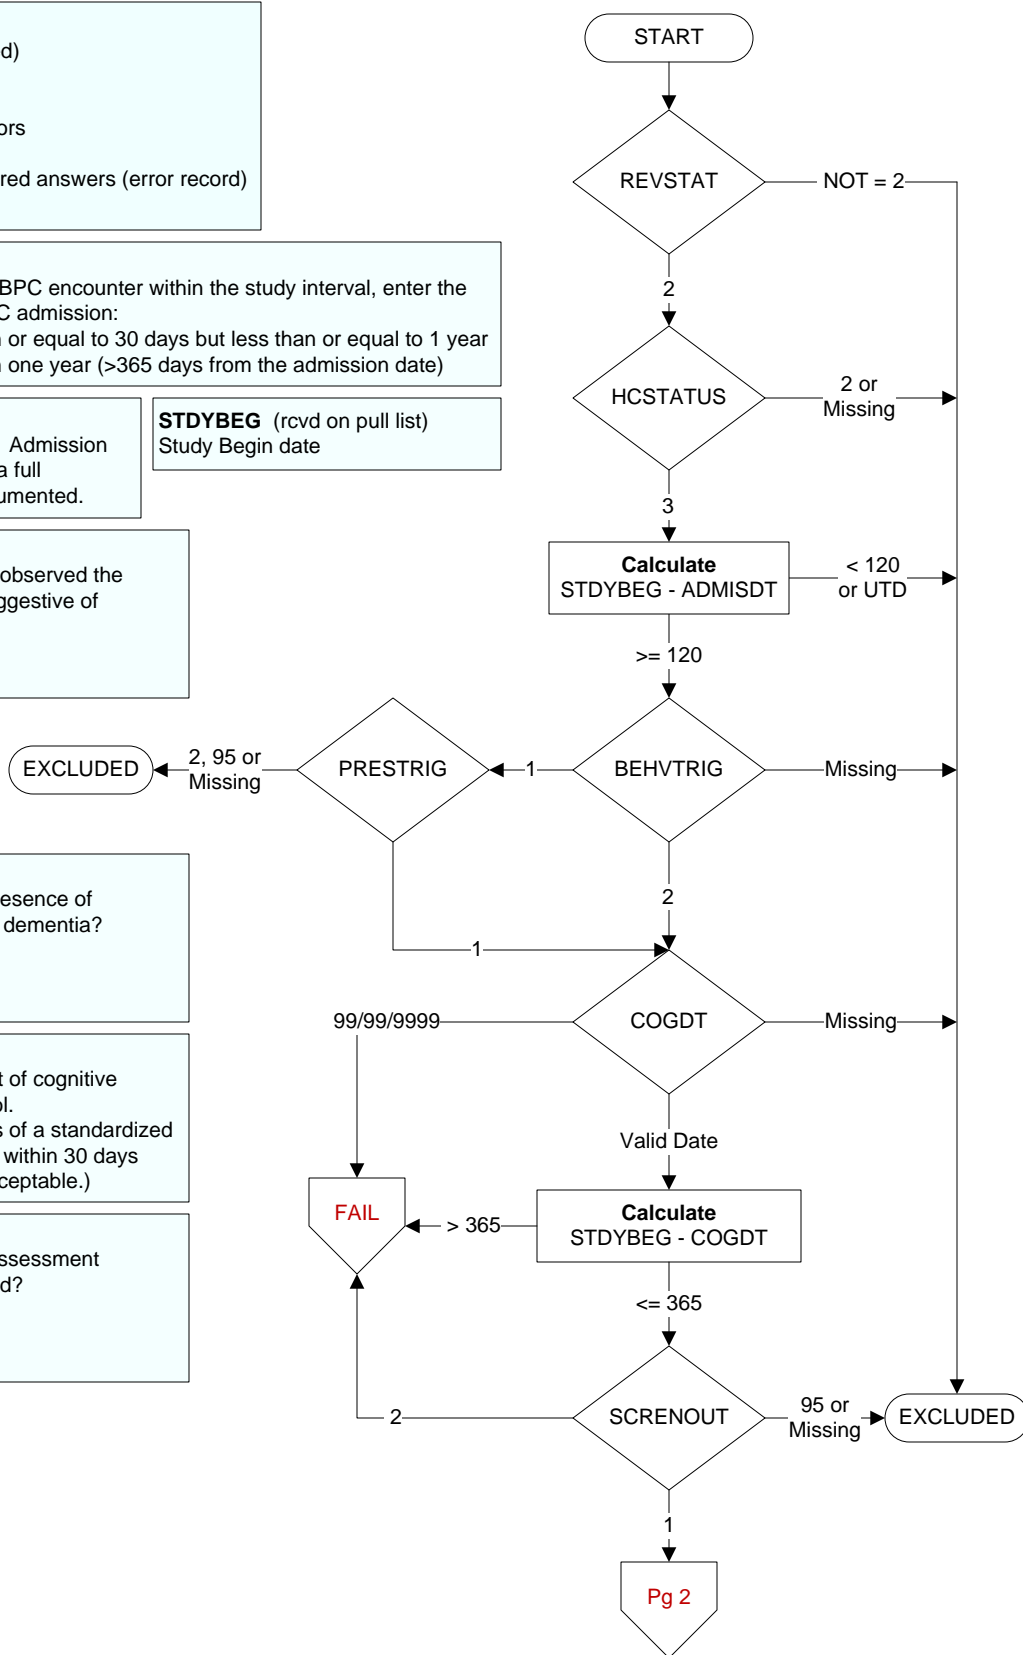 d)
ors
red answers (error record)
BPC encounter within the study interval, enter the
C admission:
n or equal to 30 days but less than or equal to 1 year
n one year (>365 days from the admission date)
Admission
a full
umented.
STDYBEG (rcvd on pull list)
Study Begin date
observed the
ggestive of
esence of
dementia?
t of cognitive
ol.
s of a standardized
within 30 days
ceptable.)
ssessment
d?
START
REVSTAT
NOT = 2
2
HCSTATUS
2 or
Missing
3
Calculate
STDYBEG - ADMISDT
< 120
or UTD
>= 120
EXCLUDED
2, 95 or
Missing
PRESTRIG
1
BEHVTRIG
Missing
2
1
99/99/9999
COGDT
Missing
Valid Date
FAIL
> 365
Calculate
STDYBEG - COGDT
<= 365
2
SCRENOUT
95 or
Missing
EXCLUDED
1
Pg 2